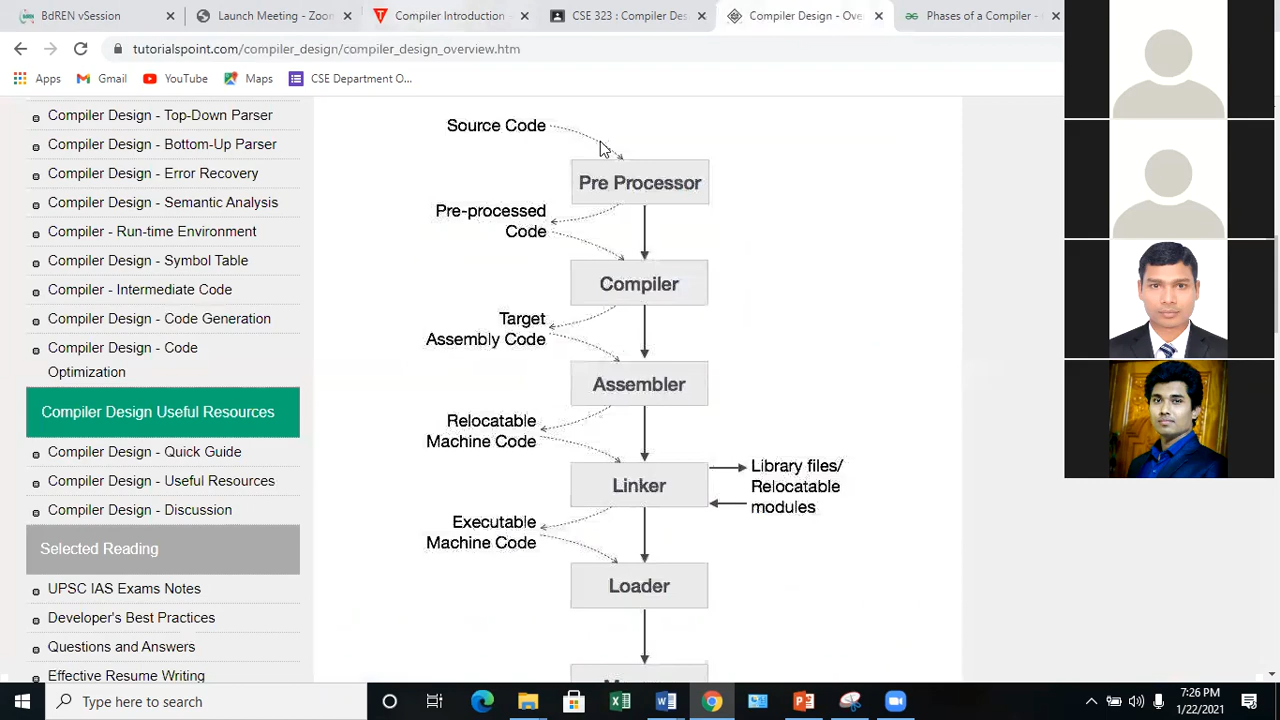 BdREN vSession
Launch Meeting - Zoom
Compiler Introduction
CSE 323 : Compiler Des
Compiler Design - Ove
Phases of a Compiler -
tutorialspoint.com/compiler_design/compiler_design_overview.htm
Apps
Gmail
YouTube
Maps
CSE Department O...
Compiler Design - Top-Down Parser
Compiler Design - Bottom-Up Parser
Compiler Design - Error Recovery
Compiler Design - Semantic Analysis
Compiler - Run-time Environment
Compiler Design - Symbol Table
Compiler - Intermediate Code
Compiler Design - Code Generation
Compiler Design - Code
Optimization
Compiler Design Useful Resources
Compiler Design - Quick Guide
Compiler Design - Useful Resources
Compiler Design - Discussion
Selected Reading
UPSC IAS Exams Notes
Developer's Best Practices
Questions and Answers
Effective Resume Writing
Source Code
Pre Processor
Pre-processed
Code
Compiler
Target
Assembly Code
Assembler
Relocatable
Machine Code
Linker
Library files/
Relocatable
modules
Executable
Machine Code
Loader
Type here to search
7:26 PM
1/22/2021